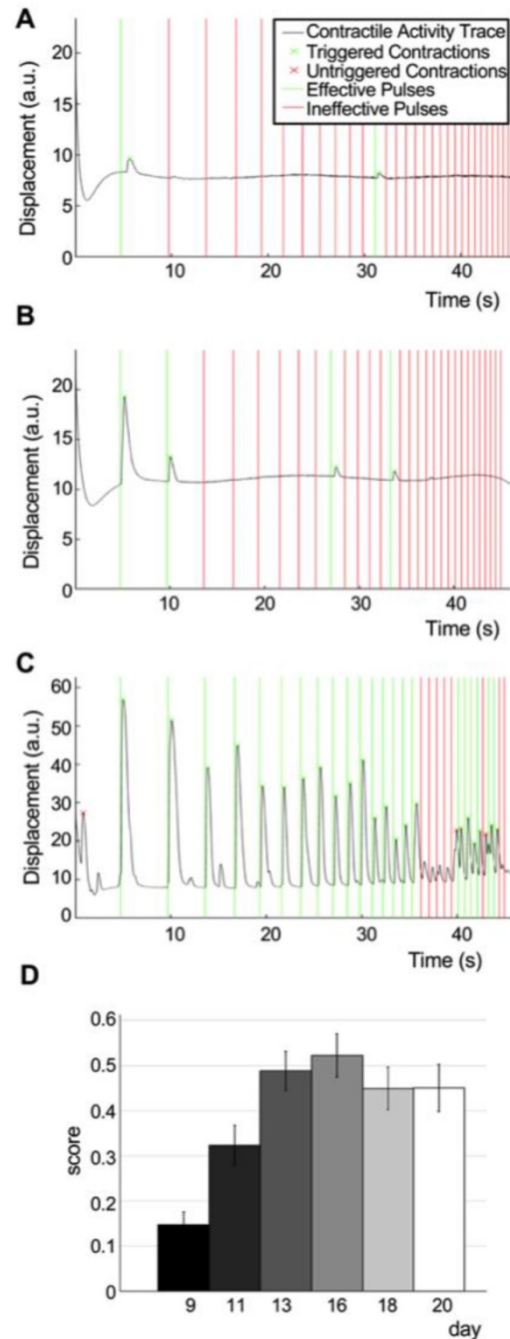 A
Displacement (a.u.)
20
15
10
5
0
10
20
30
40
Time (s)
Contractile Activity Trace
Triggered Contractions
Untriggered Contractions
Effective Pulses
Ineffective Pulses
B
Displacement (a.u.)
20
15
10
5
0
10
20
30
40
Time (s)
C
Displacement (a.u.)
60
50
40
30
20
10
0
10
20
30
40
Time (s)
D
score
0.6
0.5
0.4
0.3
0.2
0.1
0
9
11
13
16
18
20
day